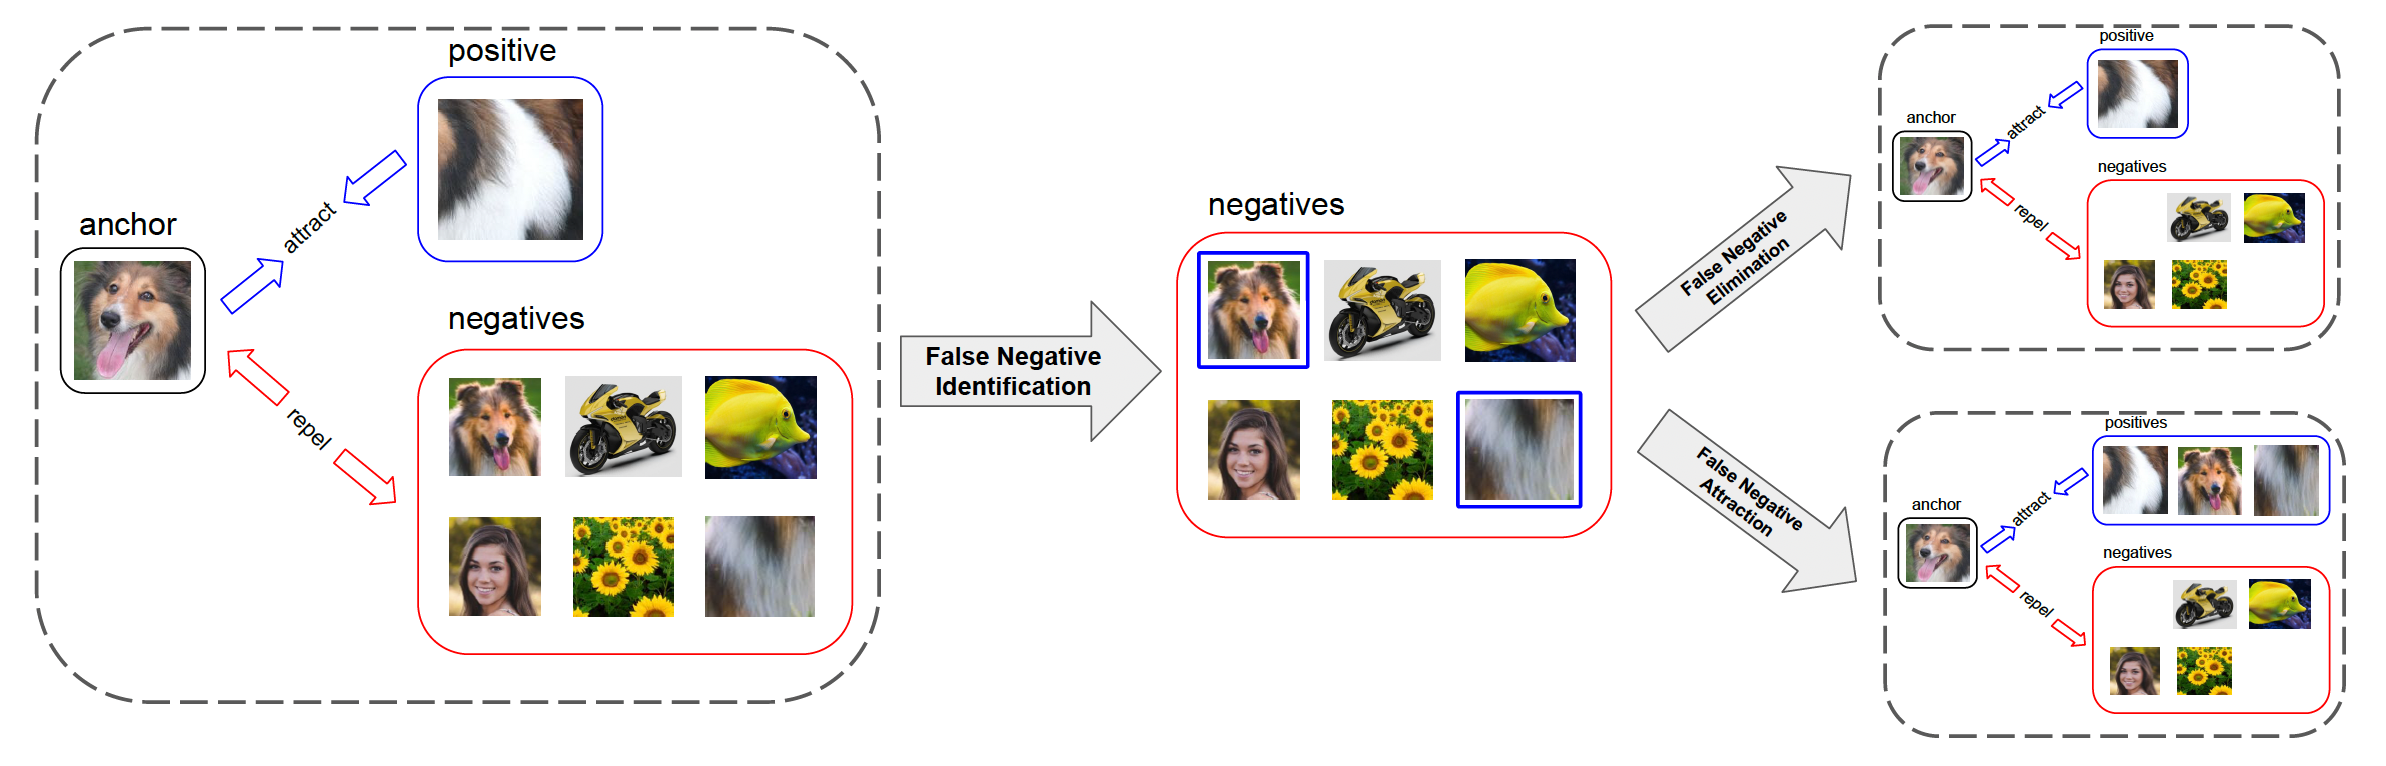 positive
anchor
attract
negatives
repel
False Negative
Identification
negatives
False Negative
Elimination
False Negative
Attraction
positive
anchor
attract
negatives
repel
positives
anchor
attract
negatives
repel